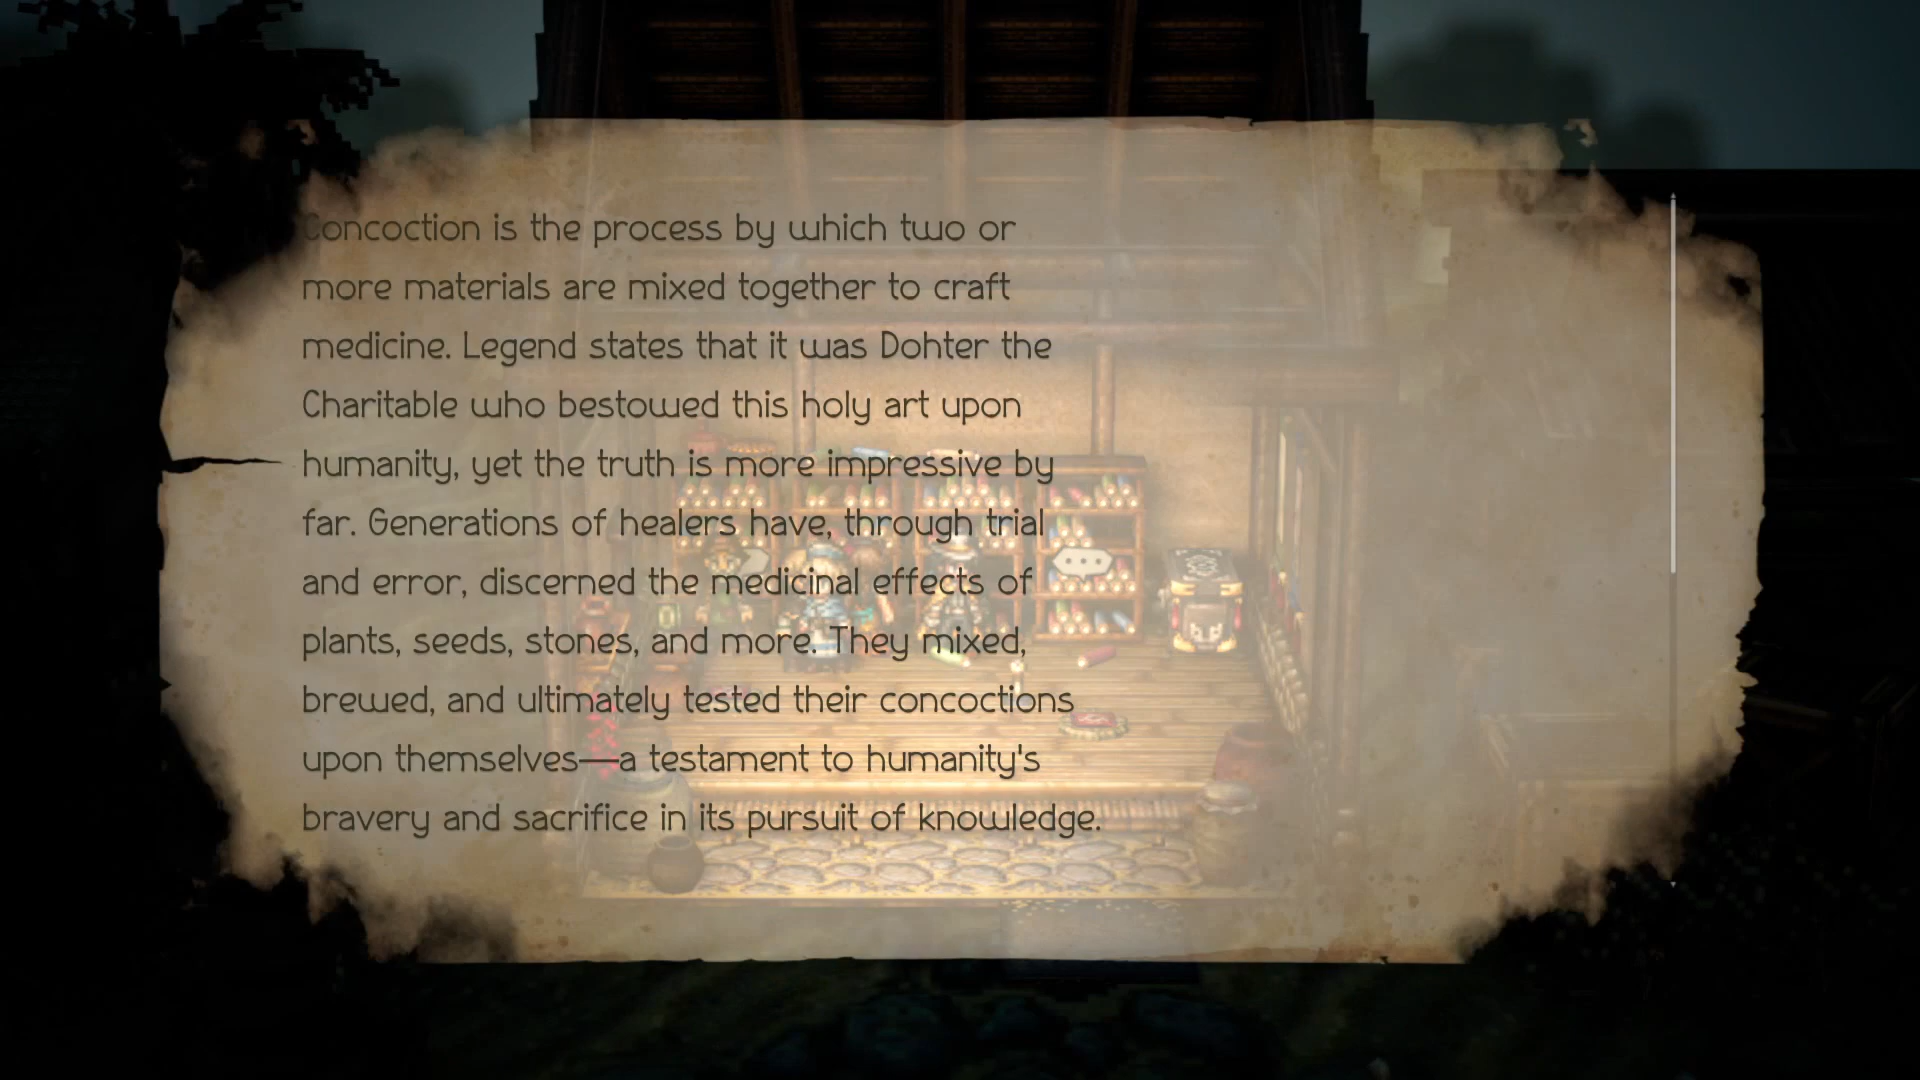 Concoction is the process by which two or
more materials are mixed together to craft
medicine. Legend states that it was Dohter the
Charitable who bestowed this holy art upon
humanity, yet the truth is more impressive by
far. Generations of healers have, through trial
and error, discerned the medicinal effects of
plants, seeds, stones, and more. They mixed,
brewed, and ultimately tested their concoctions
upon themselves—a testament to humanity's
bravery and sacrifice in its pursuit of knowledge.